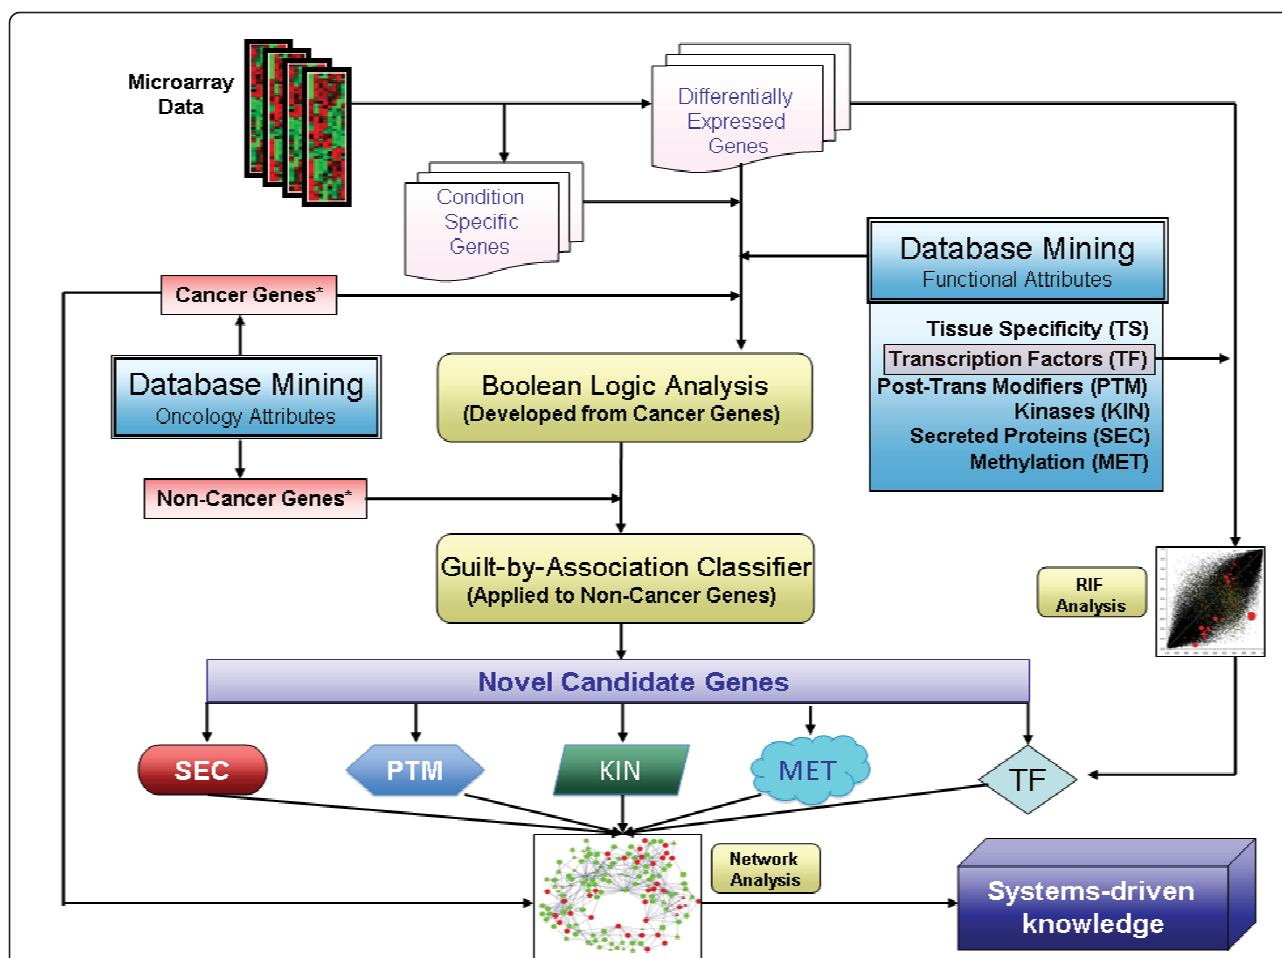 Microarray
Data
Differentially
Expressed
Genes
Condition
Specific
Genes
Database Mining
Functional Attributes
Tissue Specificity (TS)
Transcription Factors (TF)
Post-Trans Modifiers (PTM)
Kinases (KIN)
Secreted Proteins (SEC)
Methylation (MET)
Cancer Genes*
Database Mining
Oncology Attributes
Non-Cancer Genes*
Boolean Logic Analysis
(Developed from Cancer Genes)
Guilt-by-Association Classifier
(Applied to Non-Cancer Genes)
RIF
Analysis
Novel Candidate Genes
SEC
PTM
KIN
MET
TF
Network
Analysis
Systems-driven
knowledge